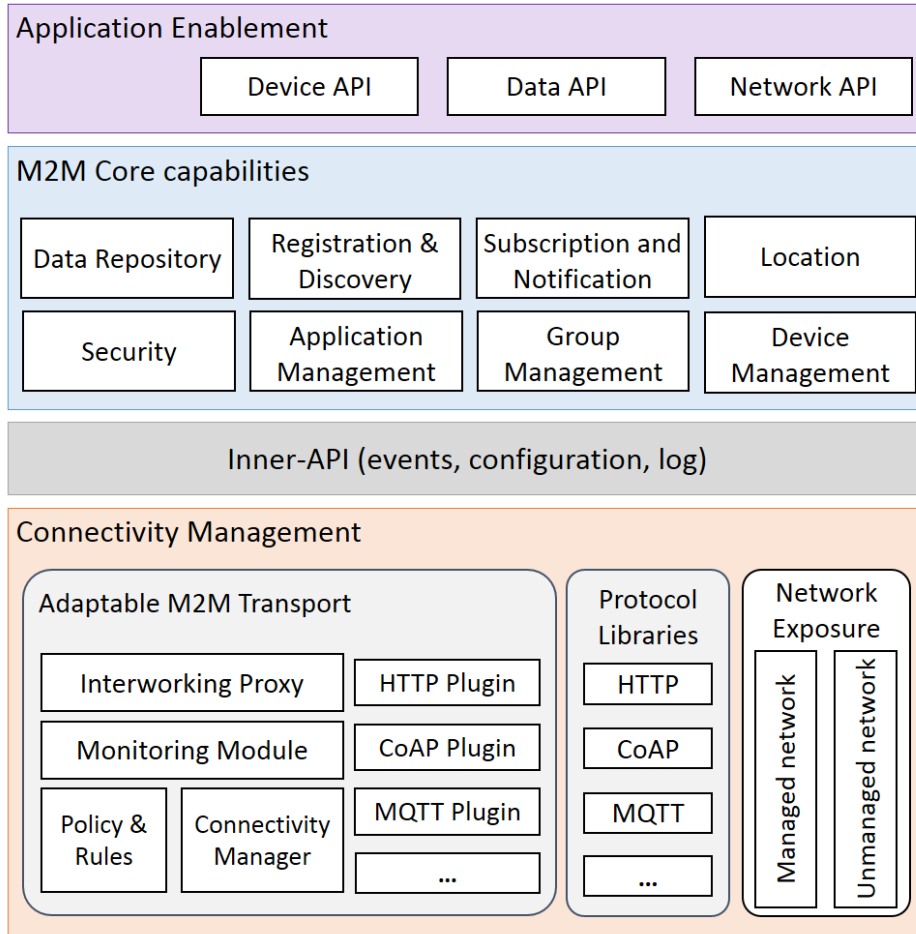 Application Enablement
Device API
Data API
Network API
M2M Core capabilities
Data Repository
Registration &
Discovery
Subscription and
Notification
Location
Security
Application
Management
Group
Management
Device
Management
Inner-API (events, configuration, log)
Connectivity Management
Adaptable M2M Transport
Interworking Proxy
Monitoring Module
Policy &
Rules
Connectivity
Manager
HTTP Plugin
CoAP Plugin
MQTT Plugin
...
Protocol
Libraries
HTTP
CoAP
MQTT
...
Network
Exposure
Managed network
Unmanaged network